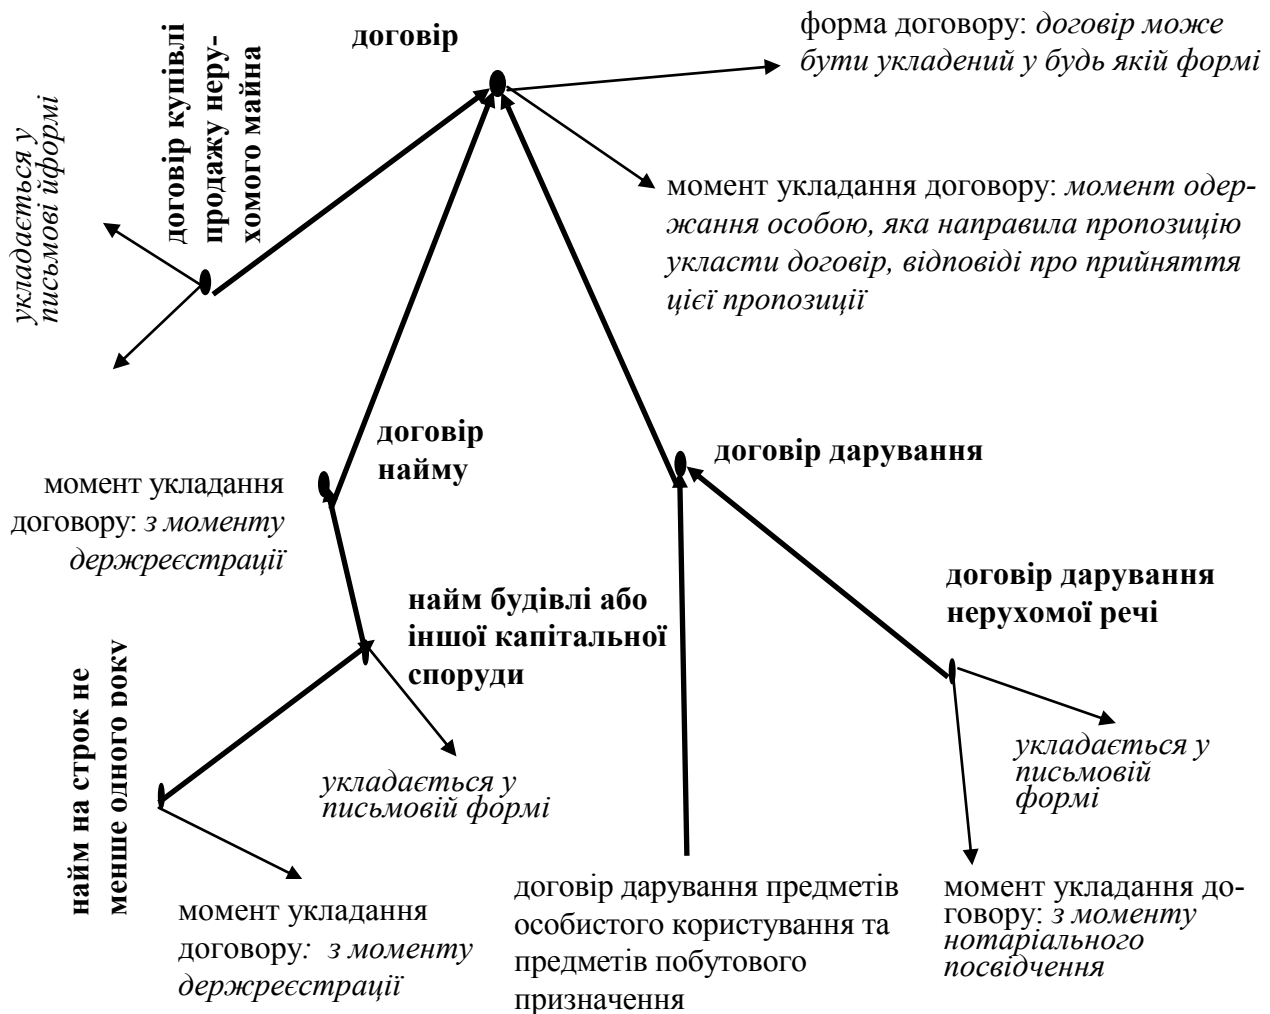 договір
форма договору: договір може
бути укладений у будь якій формі
договір купівлі
продажу неру-
хомого майна
укладається у
письмові йформі
момент укладання договору: момент одер-
жання особою, яка направила пропозицію
укласти договір, відповіді про прийняття
цієї пропозиції
договір
найму
договір дарування
момент укладання
договору: з моменту
держреєстрації
найм будівлі або
іншої капітальної
споруди
договір дарування
нерухомої речі
найм на строк не
менше одного року
укладається у
письмовій формі
укладається у
письмовій
формі
момент укладання
договору: з моменту
держреєстрації
договір дарування предметів
особистого користування та
предметів побутового
призначення
момент укладання до-
говору: з моменту
нотаріального
посвідчення